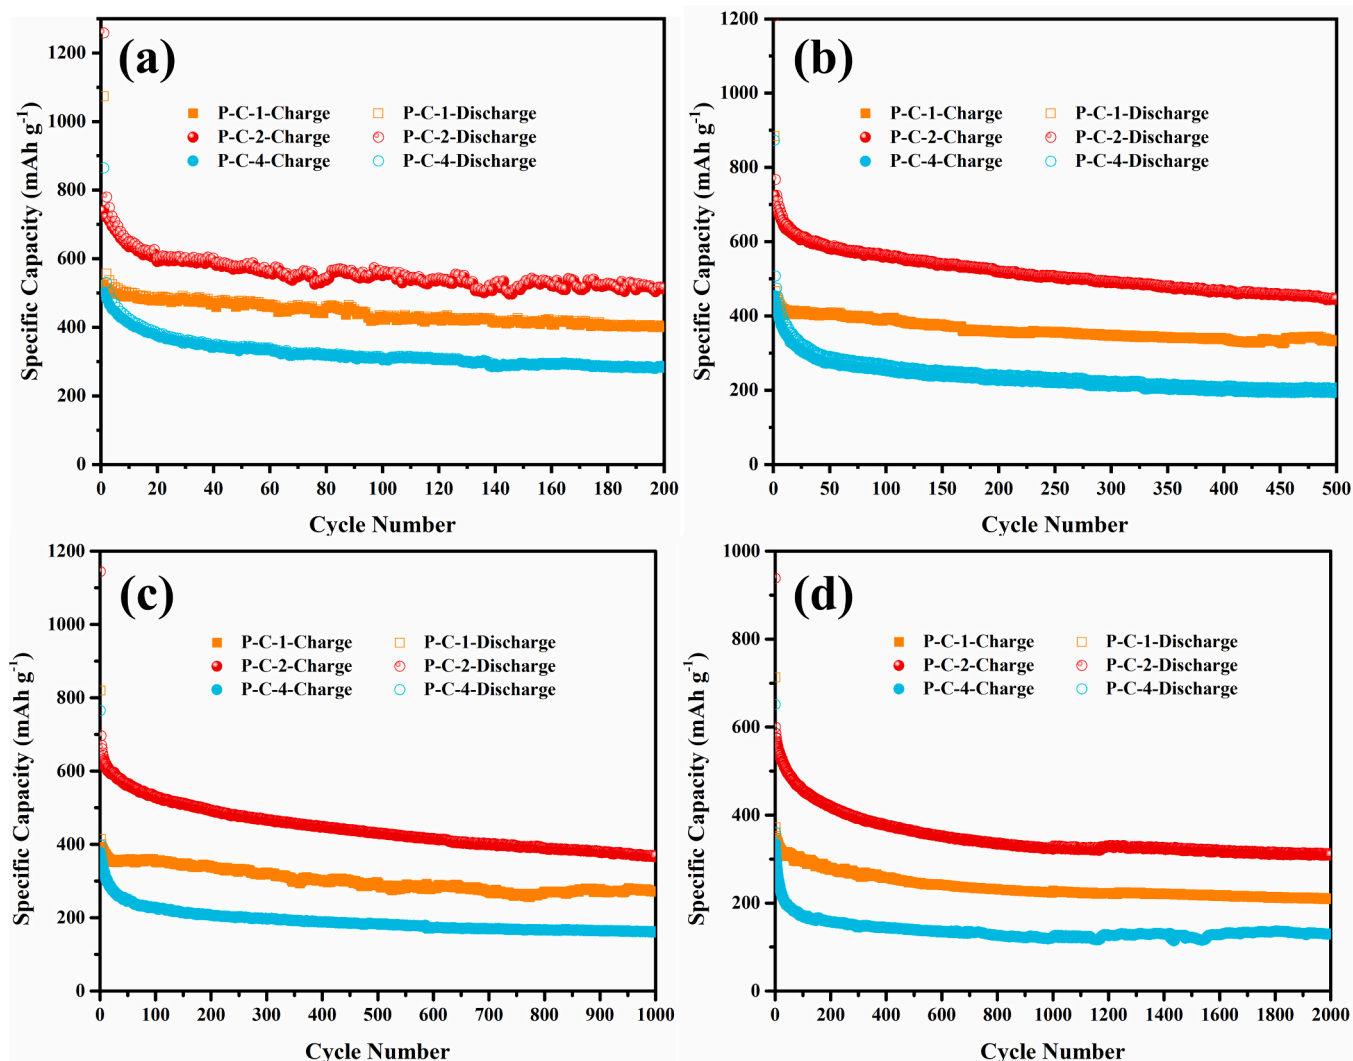 (a)
P-C-1-Charge P-C-1-Discharge
P-C-2-Charge P-C-2-Discharge
P-C-4-Charge P-C-4-Discharge
Specific Capacity (mAh g⁻¹)
1200
1000
800
600
400
200
0
0 20 40 60 80 100 120 140 160 180 200
Cycle Number
(b)
P-C-1-Charge P-C-1-Discharge
P-C-2-Charge P-C-2-Discharge
P-C-4-Charge P-C-4-Discharge
Specific Capacity (mAh g⁻¹)
1200
1000
800
600
400
200
0
0 50 100 150 200 250 300 350 400 450 500
Cycle Number
(c)
P-C-1-Charge P-C-1-Discharge
P-C-2-Charge P-C-2-Discharge
P-C-4-Charge P-C-4-Discharge
Specific Capacity (mAh g⁻¹)
1200
1000
800
600
400
200
0
0 100 200 300 400 500 600 700 800 900 1000
Cycle Number
(d)
P-C-1-Charge P-C-1-Discharge
P-C-2-Charge P-C-2-Discharge
P-C-4-Charge P-C-4-Discharge
Specific Capacity (mAh g⁻¹)
1000
800
600
400
200
0
0 200 400 600 800 1000 1200 1400 1600 1800 2000
Cycle Number